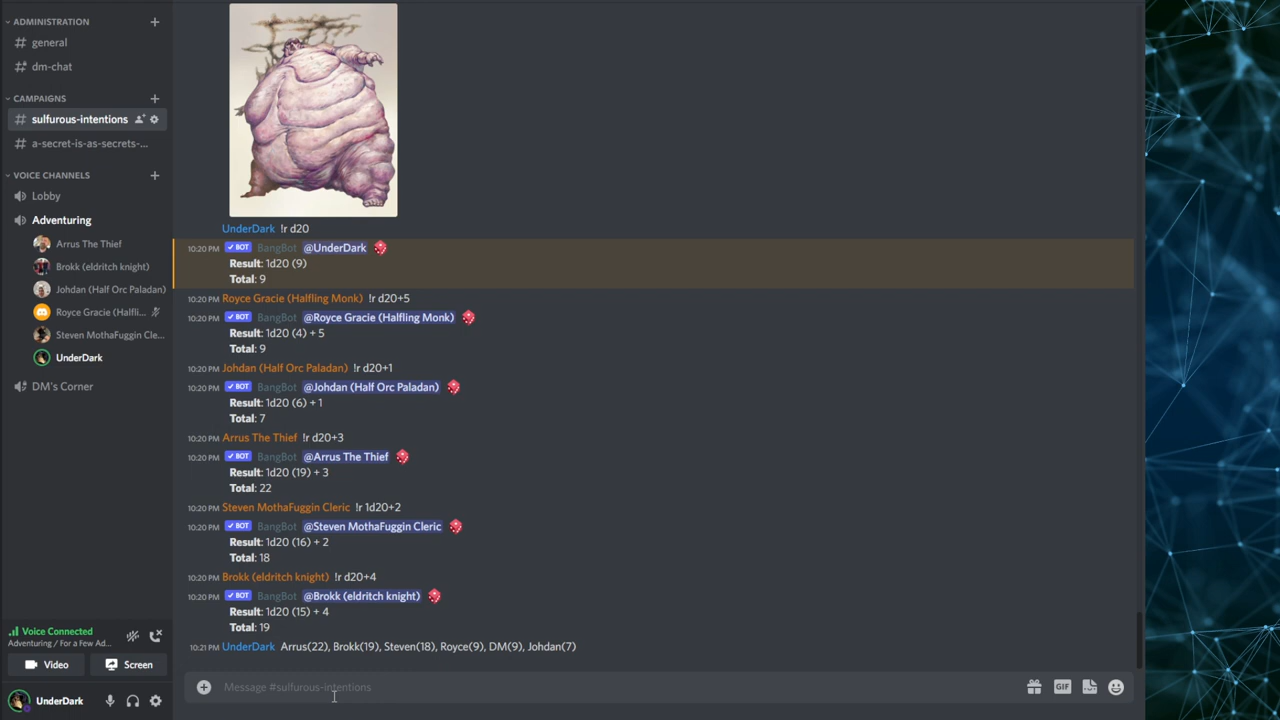 ADMINISTRATION
general
dm-chat
CAMPAIGNS
sulfurous-intentions
a-secret-is-as-secrets-...
VOICE CHANNELS
Lobby
Adventuring
Arrus The Thief
Brokk (eldritch knight)
Johdan (Half Orc Paladan)
Royce Gracie (Halfli...
Steven MothaFuggin Cle...
UnderDark
DM's Corner
Voice Connected
Adventuring / For a Few Ad...
Video
Screen
UnderDark
UnderDark !r d20
10:20 PM BOT BangBot @UnderDark
Result: 1d20 (9)
Total: 9
10:20 PM Royce Gracie (Halfling Monk) !r d20+5
10:20 PM BOT BangBot @Royce Gracie (Halfling Monk)
Result: 1d20 (4) + 5
Total: 9
10:20 PM Johdan (Half Orc Paladan) !r d20+1
10:20 PM BOT BangBot @Johdan (Half Orc Paladan)
Result: 1d20 (6) + 1
Total: 7
10:20 PM Arrus The Thief !r d20+3
10:20 PM BOT BangBot @Arrus The Thief
Result: 1d20 (19) + 3
Total: 22
10:20 PM Steven MothaFuggin Cleric !r 1d20+2
10:20 PM BOT BangBot @Steven MothaFuggin Cleric
Result: 1d20 (16) + 2
Total: 18
10:20 PM Brokk (eldritch knight) !r d20+4
10:20 PM BOT BangBot @Brokk (eldritch knight)
Result: 1d20 (15) + 4
Total: 19
10:21 PM UnderDark Arrus(22), Brokk(19), Steven(18), Royce(9), DM(9), Johdan(7)
Message #sulfurous-intentions
GIF